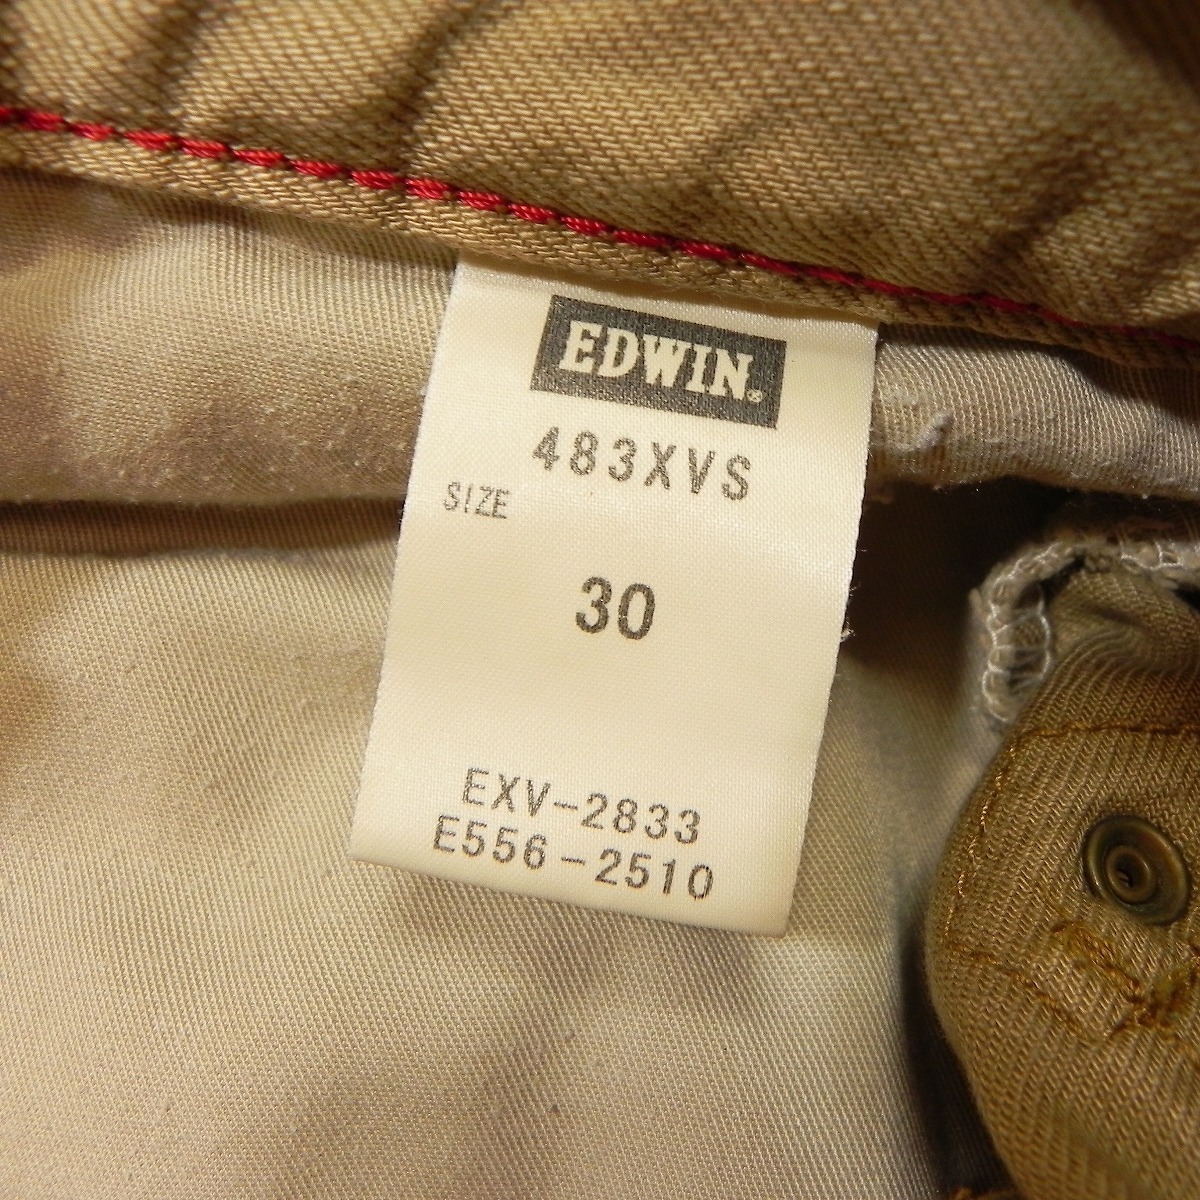 EDWIN®
483XVS
SIZE
30
EXV-2833
E556-2510